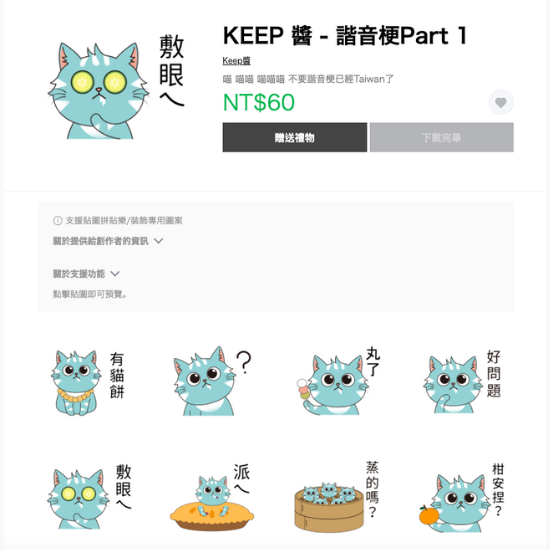 敷眼へ
KEEP 醬 - 諧音梗Part 1
Keep醬
喵 喵喵 喵喵喵 不要諧音梗已經Taiwan了
NT$60
贈送禮物
下載完畢
支援貼圖拼貼樂/裝飾專用圖案
關於提供給創作者的資訊
關於支援功能
點擊貼圖即可預覽。
有貓餅
?
丸了
好問題
敷眼ヘ
派ヘ
蒸的嗎?
柑安捏?